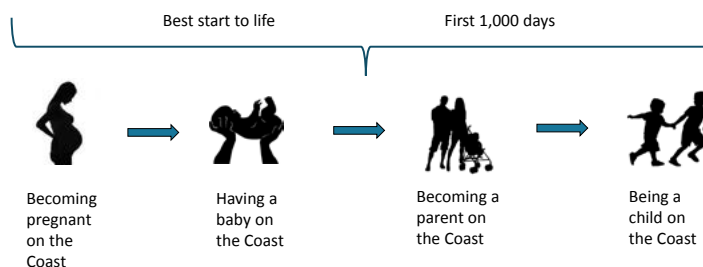 Best start to life
First 1,000 days
Becoming
pregnant
on the
Coast
Having a
baby on
the Coast
Becoming a
parent on
the Coast
Being a
child on
the Coast